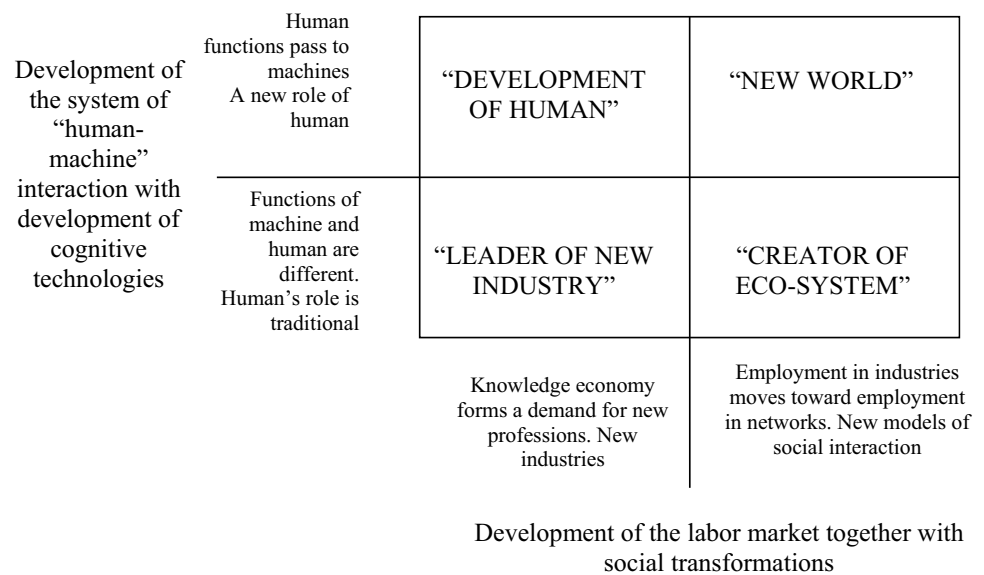 Development of
the system of
“human-
machine”
interaction with
development of
cognitive
technologies
Human
functions pass to
machines
A new role of
human
“DEVELOPMENT
OF HUMAN”
“NEW WORLD”
Functions of
machine and
human are
different.
Human’s role is
traditional
“LEADER OF NEW
INDUSTRY”
“CREATOR OF
ECO-SYSTEM”
Knowledge economy
forms a demand for new
professions. New
industries
Employment in industries
moves toward employment
in networks. New models of
social interaction
Development of the labor market together with
social transformations